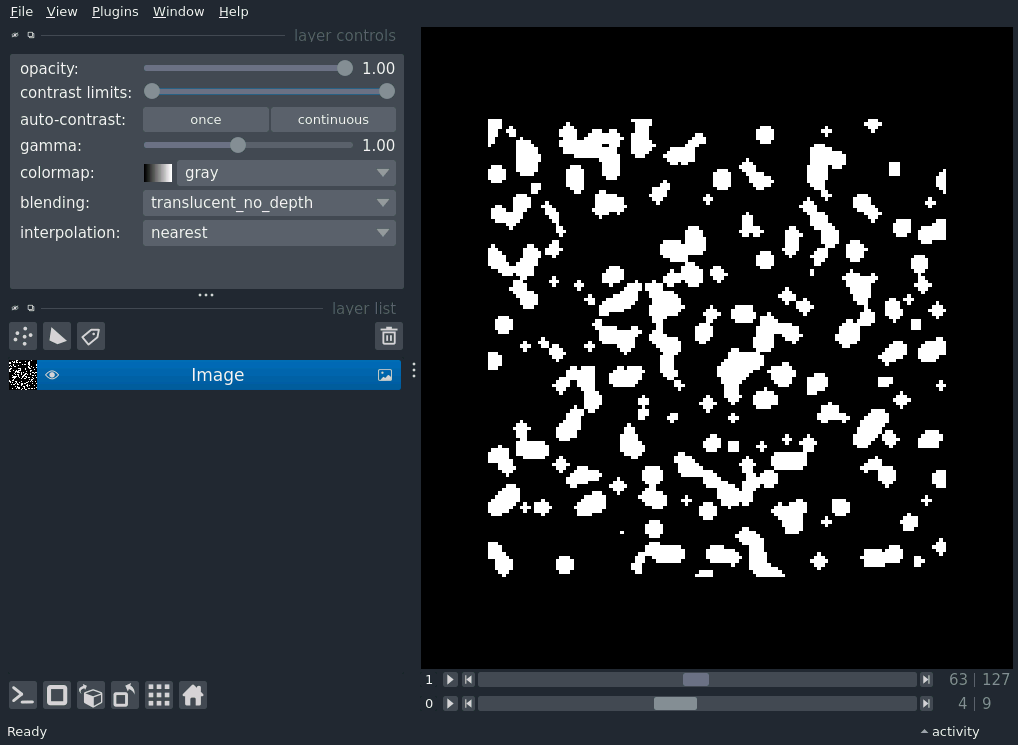 File View Plugins Window Help
layer controls
opacity: 1.00
contrast limits:
auto-contrast: once continuous
gamma: 1.00
colormap: gray
blending: translucent_no_depth
interpolation: nearest
layer list
Image
1 63 | 127
0 4 | 9
Ready activity